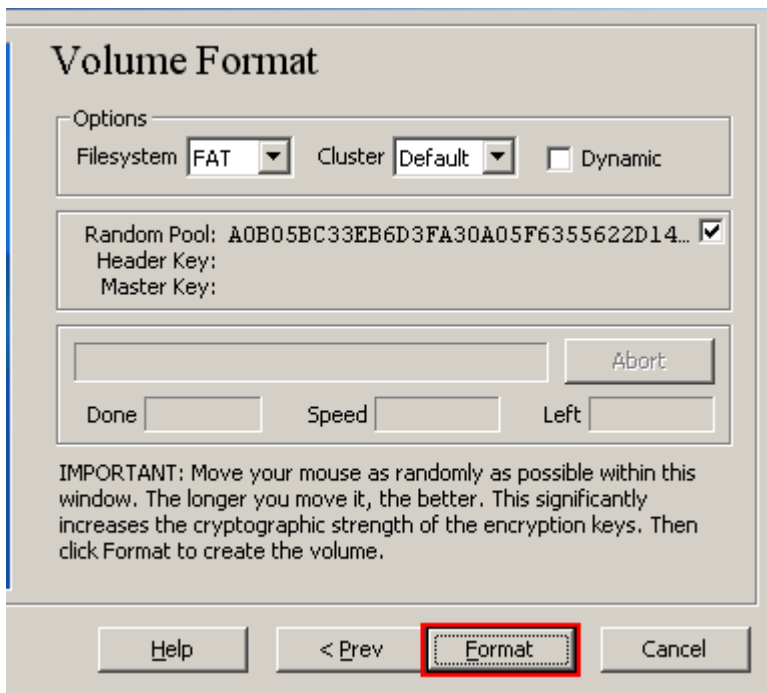 Volume Format
Options
Filesystem FAT Cluster Default Dynamic
Random Pool: A0B05BC33EB6D3FA30A05F6355622D14...
Header Key:
Master Key:
Abort
Done Speed Left
IMPORTANT: Move your mouse as randomly as possible within this
window. The longer you move it, the better. This significantly
increases the cryptographic strength of the encryption keys. Then
click Format to create the volume.
Help < Prev Format Cancel